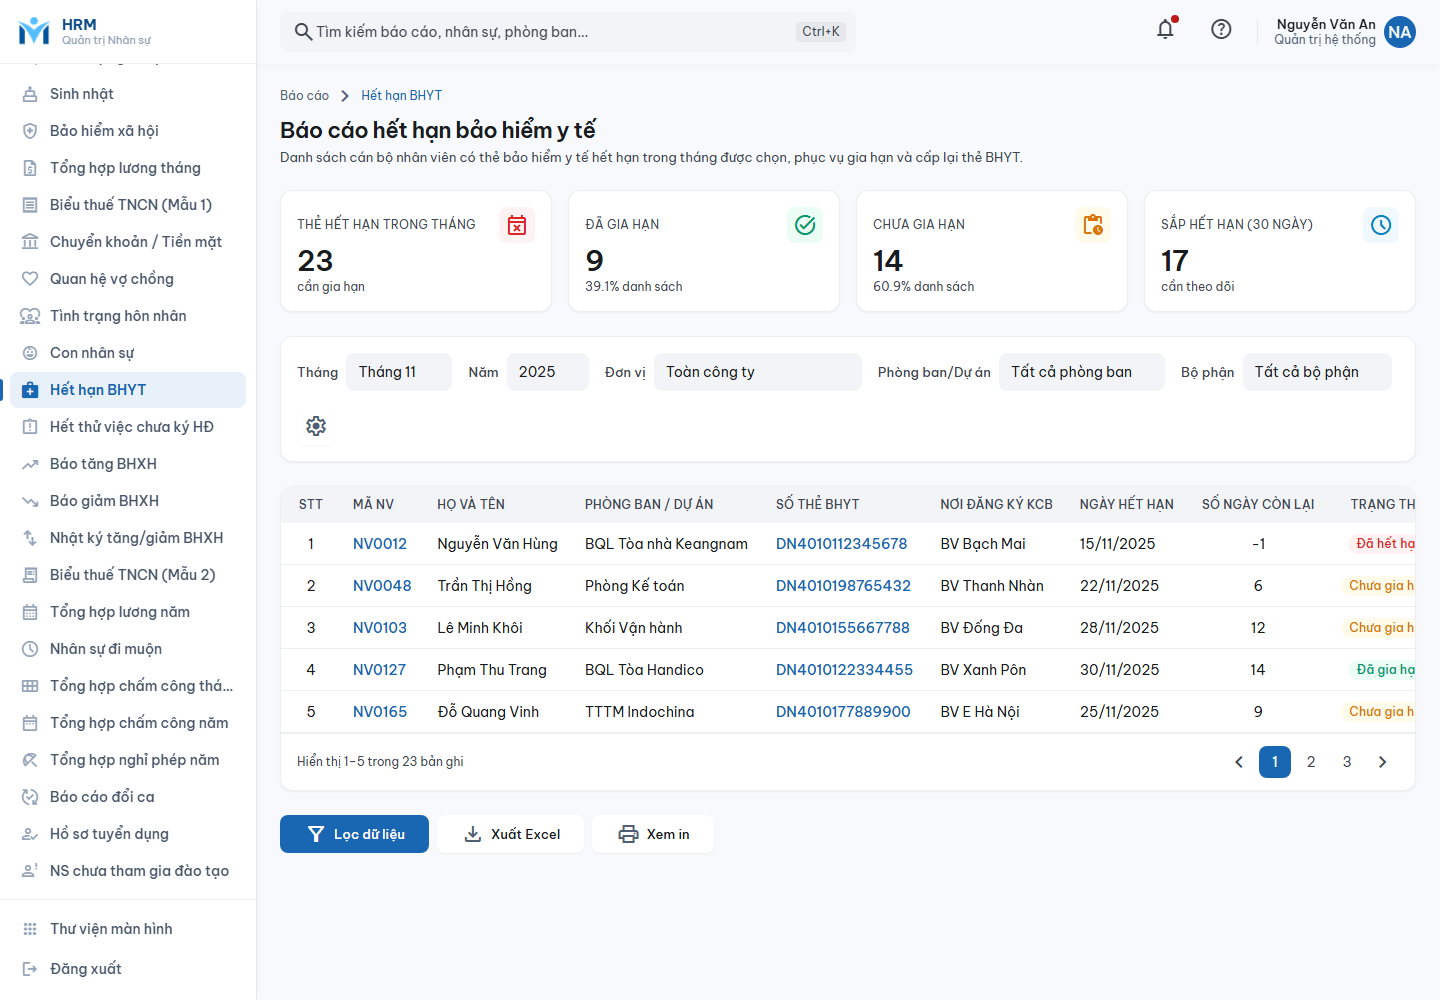 HRM
Quản trị Nhân sự
Sinh nhật
Bảo hiểm xã hội
Tổng hợp lương tháng
Biểu thuế TNCN (Mẫu 1)
Chuyển khoản / Tiền mặt
Quan hệ vợ chồng
Tình trạng hôn nhân
Con nhân sự
Hết hạn BHYT
Hết thử việc chưa ký HĐ
Báo tăng BHXH
Báo giảm BHXH
Nhật ký tăng/giảm BHXH
Biểu thuế TNCN (Mẫu 2)
Tổng hợp lương năm
Nhân sự đi muộn
Tổng hợp chấm công thá...
Tổng hợp chấm công năm
Tổng hợp nghỉ phép năm
Báo cáo đổi ca
Hồ sơ tuyển dụng
NS chưa tham gia đào tạo
Thư viện màn hình
Đăng xuất
Tìm kiếm báo cáo, nhân sự, phòng ban... Ctrl+K
Nguyễn Văn An
Quản trị hệ thống
NA
Báo cáo Hết hạn BHYT
Báo cáo hết hạn bảo hiểm y tế
Danh sách cán bộ nhân viên có thẻ bảo hiểm y tế hết hạn trong tháng được chọn, phục vụ gia hạn và cấp lại thẻ BHYT.
THẺ HẾT HẠN TRONG THÁNG
23
cần gia hạn
ĐÃ GIA HẠN
9
39.1% danh sách
CHƯA GIA HẠN
14
60.9% danh sách
SẮP HẾT HẠN (30 NGÀY)
17
cần theo dõi
Tháng Tháng 11 Năm 2025 Đơn vị Toàn công ty Phòng ban/Dự án Tất cả phòng ban Bộ phận Tất cả bộ phận
STT MÃ NV HỌ VÀ TÊN PHÒNG BAN / DỰ ÁN SỐ THẺ BHYT NƠI ĐĂNG KÝ KCB NGÀY HẾT HẠN SỐ NGÀY CÒN LẠI TRẠNG TH
1 NV0012 Nguyễn Văn Hùng BQL Tòa nhà Keangnam DN4010112345678 BV Bạch Mai 15/11/2025 -1 Đã hết hạ
2 NV0048 Trần Thị Hồng Phòng Kế toán DN4010198765432 BV Thanh Nhàn 22/11/2025 6 Chưa gia h
3 NV0103 Lê Minh Khôi Khối Vận hành DN4010155667788 BV Đống Đa 28/11/2025 12 Chưa gia h
4 NV0127 Phạm Thu Trang BQL Tòa Handico DN4010122334455 BV Xanh Pôn 30/11/2025 14 Đã gia hạ
5 NV0165 Đỗ Quang Vinh TTTM Indochina DN4010177889900 BV E Hà Nội 25/11/2025 9 Chưa gia h
Hiển thị 1–5 trong 23 bản ghi 1 2 3
Lọc dữ liệu Xuất Excel Xem in